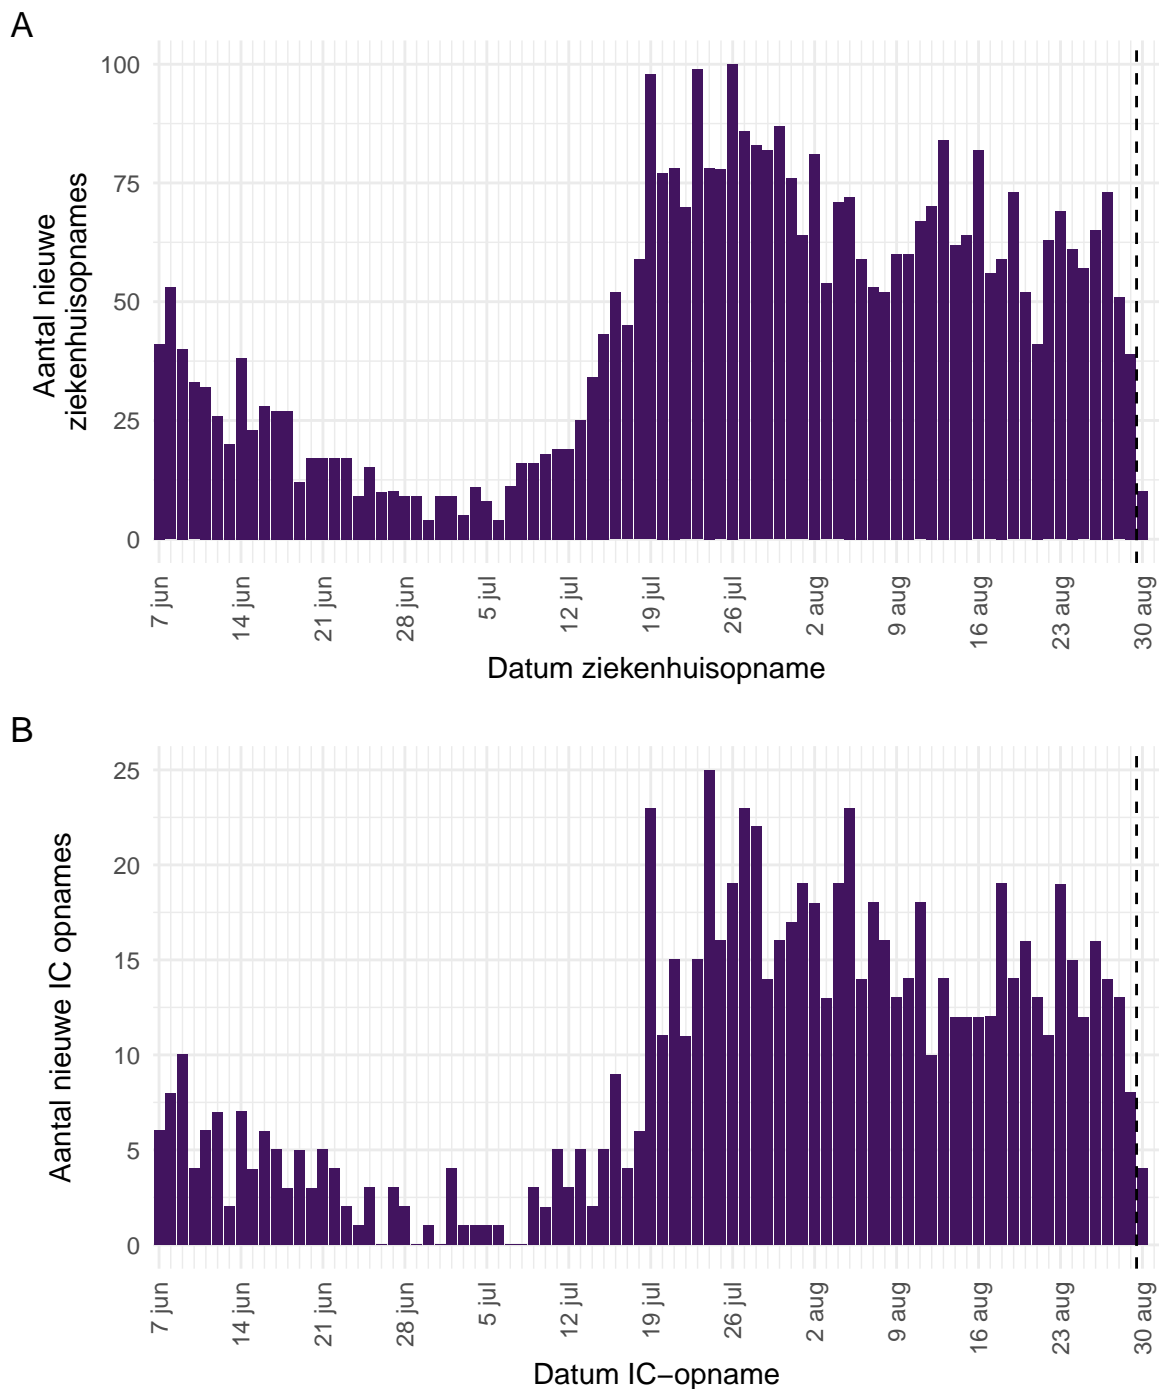 A
100
75
50
25
0
Aantal nieuwe
ziekenhuisopnames
7 jun
14 jun
21 jun
28 jun
5 jul
12 jul
19 jul
26 jul
2 aug
9 aug
16 aug
23 aug
30 aug
Datum ziekenhuisopname
B
25
20
15
10
5
0
Aantal nieuwe IC opnames
7 jun
14 jun
21 jun
28 jun
5 jul
12 jul
19 jul
26 jul
2 aug
9 aug
16 aug
23 aug
30 aug
Datum IC−opname